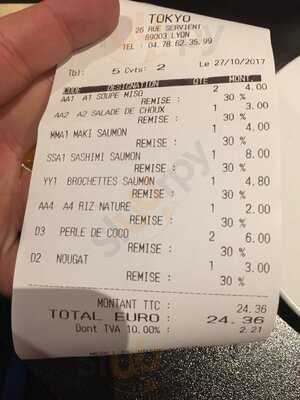 TOKYO
26 RUE SERVIENT
69003 LYON
TEL : 04.78.62.35.99
Tbl: 5 Cvts: 2 Le 27/10/2017
CODE DESIGNATION QTE MONT.
AA1 A1 SOUPE MISO 2 4.00
REMISE : 30 %
AA2 A2 SALADE DE CHOUX 1 3.00
REMISE : 30 %
MMA1 MAKI SAUMON 1 4.00
REMISE : 30 %
SSA1 SASHIMI SAUMON 1 8.00
REMISE : 30 %
YY1 BROCHETTES SAUMON 1 4.80
REMISE : 30 %
AA4 A4 RIZ NATURE 1 2.00
REMISE : 30 %
D3 PERLE DE COCO 2 6.00
REMISE : 30 %
D2 NOUGAT 1 3.00
REMISE : 30 %
MONTANT TTC : 24.36
TOTAL EURO : 24.36
Dont TVA 10.00% : 2.21